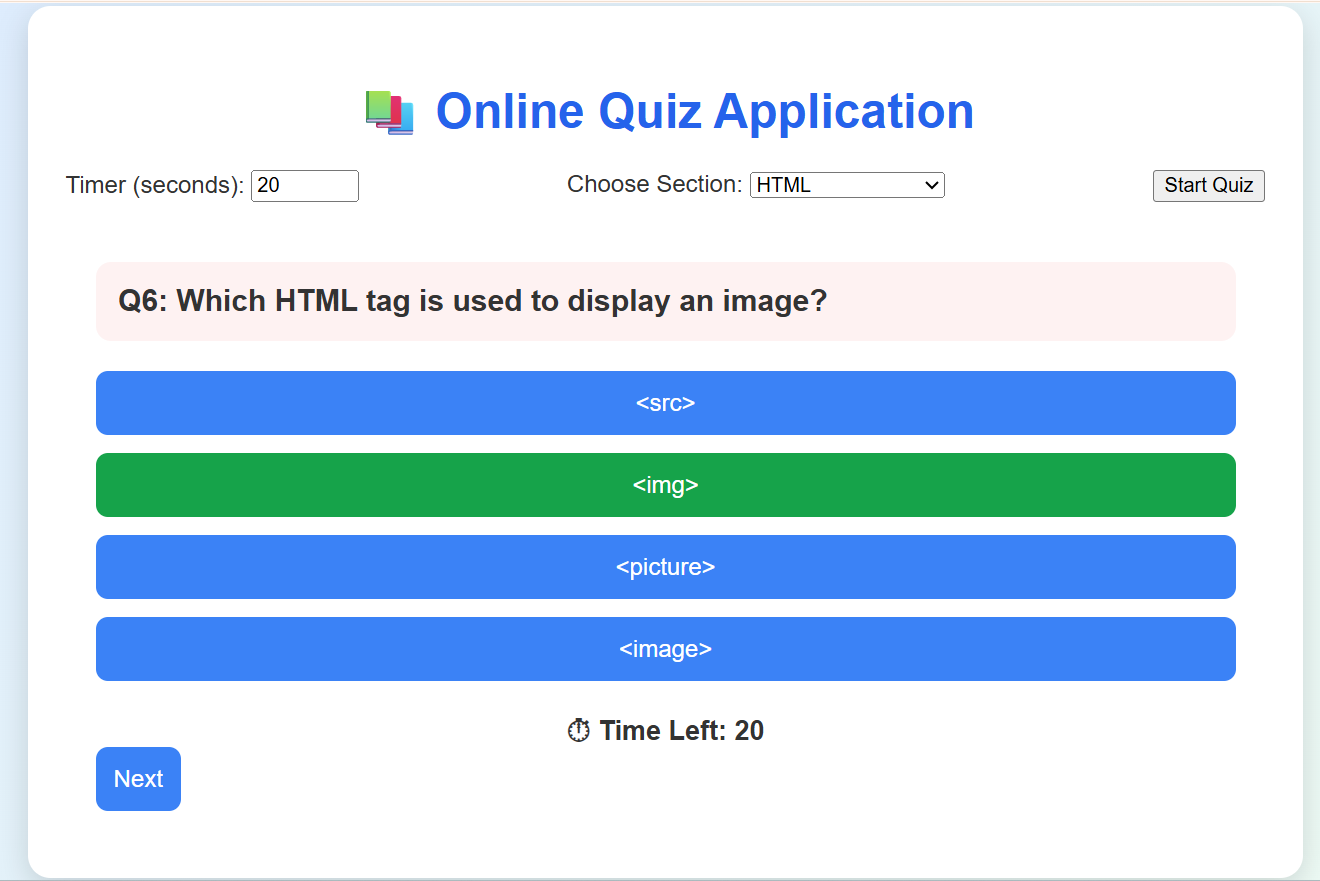 Online Quiz Application
Timer (seconds): 20
Choose Section: HTML
Start Quiz
Q6: Which HTML tag is used to display an image?
<src>
<img>
<picture>
<image>
Time Left: 20
Next